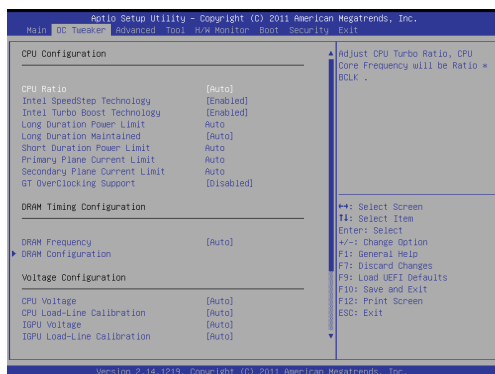 Aptio Setup Utility - Copyright (C) 2011 American Megatrends, Inc.
Main OC Tweaker Advanced Tool H/W Monitor Boot Security Exit
CPU Configuration
CPU Ratio [Auto]
Intel SpeedStep Technology [Enabled]
Intel Turbo Boost Technology [Enabled]
Long Duration Power Limit Auto
Long Duration Maintained [Auto]
Short Duration Power Limit Auto
Primary Plane Current Limit Auto
Secondary Plane Current Limit Auto
GT OverClocking Support [Disabled]
DRAM Timing Configuration
DRAM Frequency [Auto]
DRAM Configuration
Voltage Configuration
CPU Voltage [Auto]
CPU Load-Line Calibration [Auto]
IGPU Voltage [Auto]
IGPU Load-Line Calibration [Auto]
Adjust CPU Turbo Ratio, CPU
Core Frequency will be Ratio *
BCLK .
↔: Select Screen
↑↓: Select Item
Enter: Select
+/-: Change Option
F1: General Help
F7: Discard Changes
F9: Load UEFI Defaults
F10: Save and Exit
F12: Print Screen
ESC: Exit
Version 2.14.1219. Copyright (C) 2011 American Megatrends, Inc.